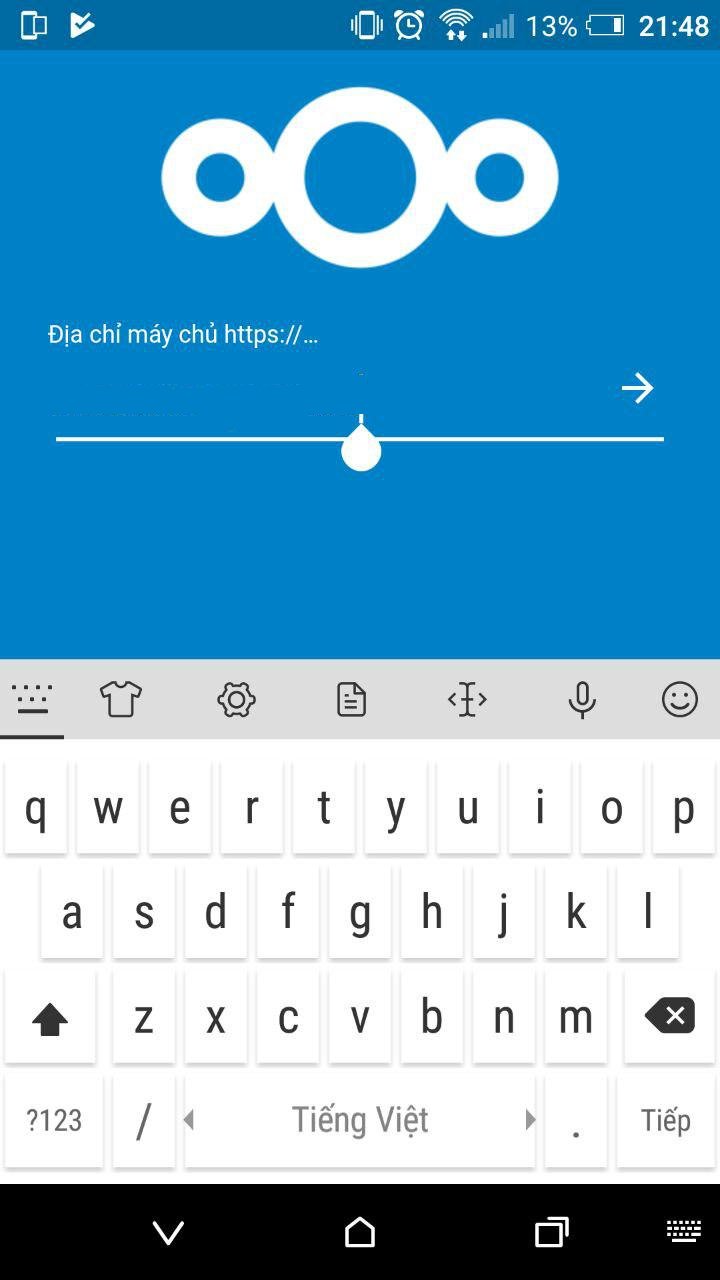 13% 21:48
Địa chỉ máy chủ https://...
q w e r t y u i o p
a s d f g h j k l
z x c v b n m
?123 / Tiếng Việt . Tiếp